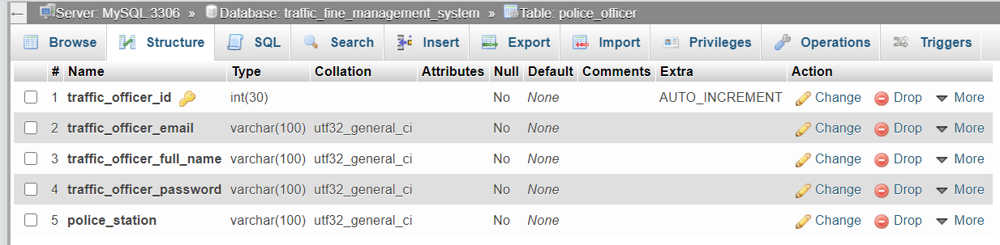 Server: MySQL:3306 » Database: traffic_fine_management_system » Table: police_officer
Browse Structure SQL Search Insert Export Import Privileges Operations Triggers
# Name Type Collation Attributes Null Default Comments Extra Action
1 traffic_officer_id int(30) No None AUTO_INCREMENT Change Drop More
2 traffic_officer_email varchar(100) utf32_general_ci No None Change Drop More
3 traffic_officer_full_name varchar(100) utf32_general_ci No None Change Drop More
4 traffic_officer_password varchar(100) utf32_general_ci No None Change Drop More
5 police_station varchar(100) utf32_general_ci No None Change Drop More